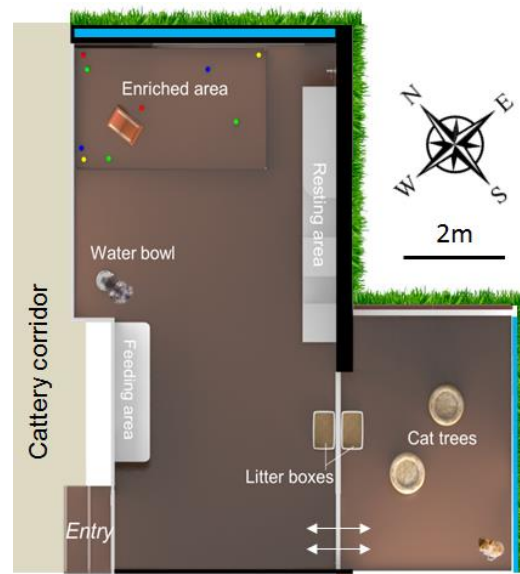 Enriched area
N
E
W
S
2m
Resting area
Water bowl
Feeding area
Cattery corridor
Cat trees
Litter boxes
Entry